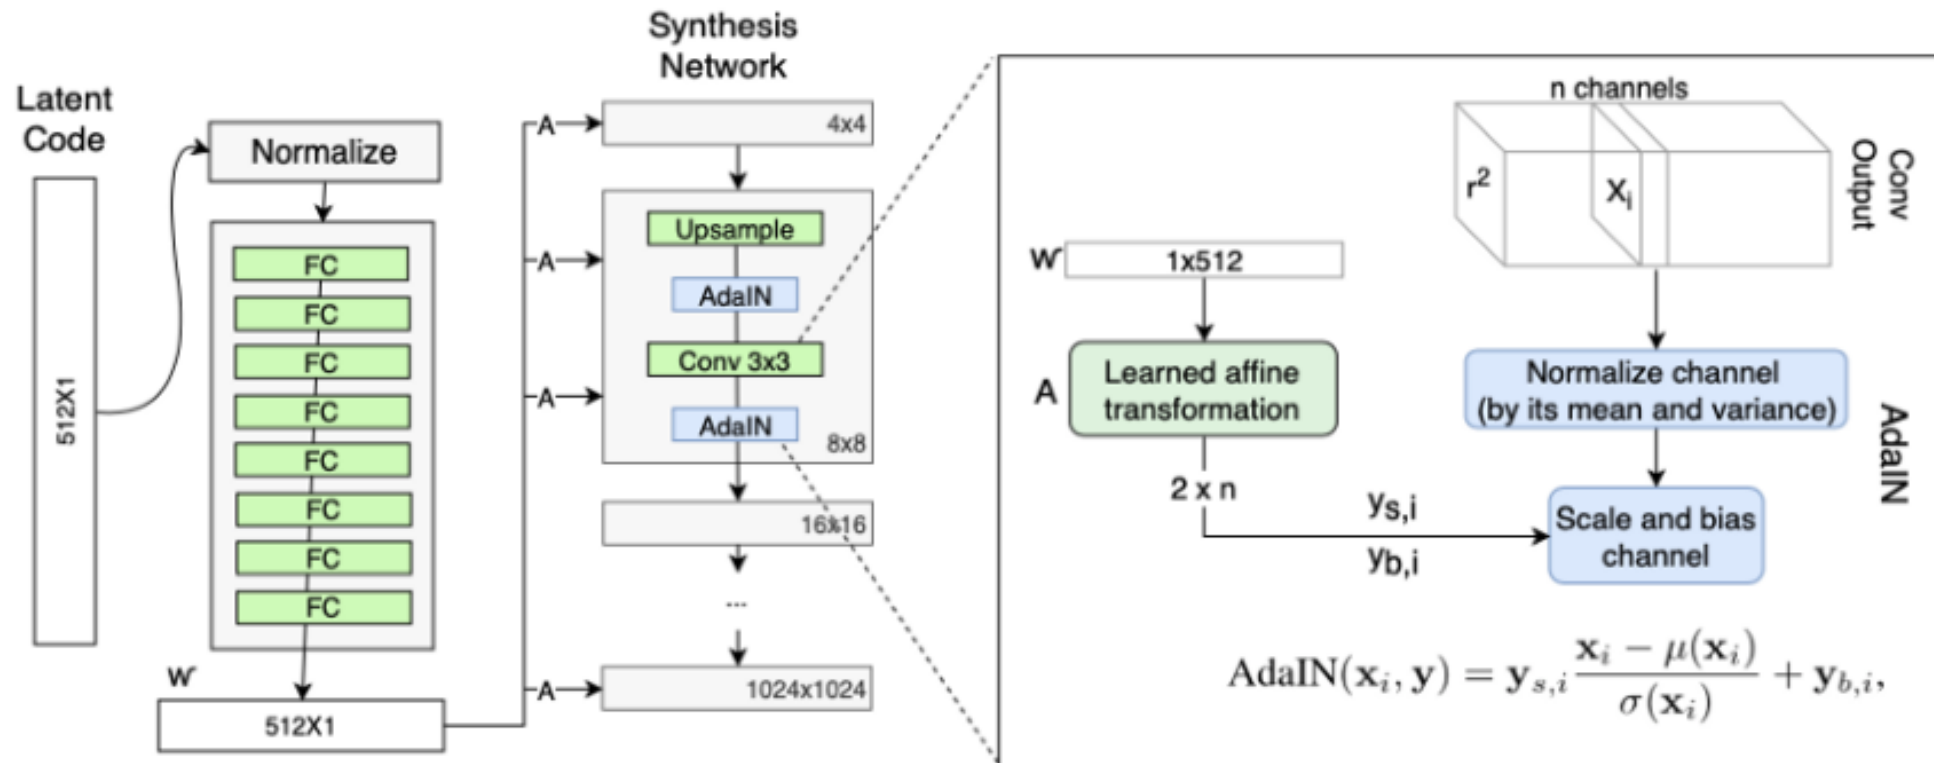 Latent
Code
512X1
Normalize
FC
FC
FC
FC
FC
FC
FC
FC
w
512X1
Synthesis
Network
A
4x4
A
Upsample
AdaIN
Conv 3x3
A
AdaIN
8x8
16x16
...
A
1024x1024
n channels
r²
Xi
Conv
Output
w
1x512
A
Learned affine
transformation
Normalize channel
(by its mean and variance)
AdaIN
2 x n
ys,i
yb,i
Scale and bias
channel
AdaIN(xᵢ, y) = y_{s,i} (xᵢ − μ(xᵢ)) / σ(xᵢ) + y_{b,i},